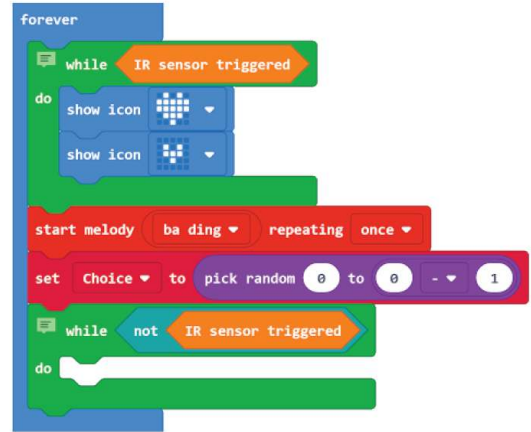 forever
while IR sensor triggered
do
show icon
show icon
start melody ba ding repeating once
set Choice to pick random 0 to 0 - 1
while not IR sensor triggered
do